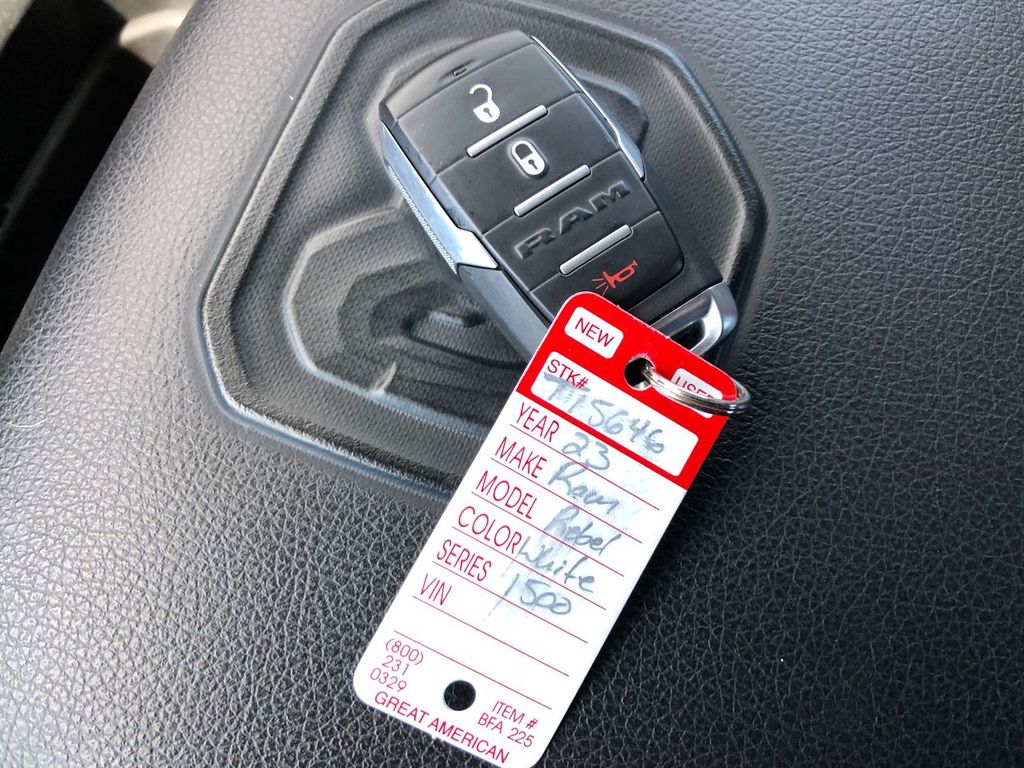 RAM
NEW
USED
STK# T15646
YEAR 23
MAKE Ram
MODEL Rebel
COLOR White
SERIES 1500
VIN
(800)
231
0329
ITEM #
BFA 225
GREAT AMERICAN